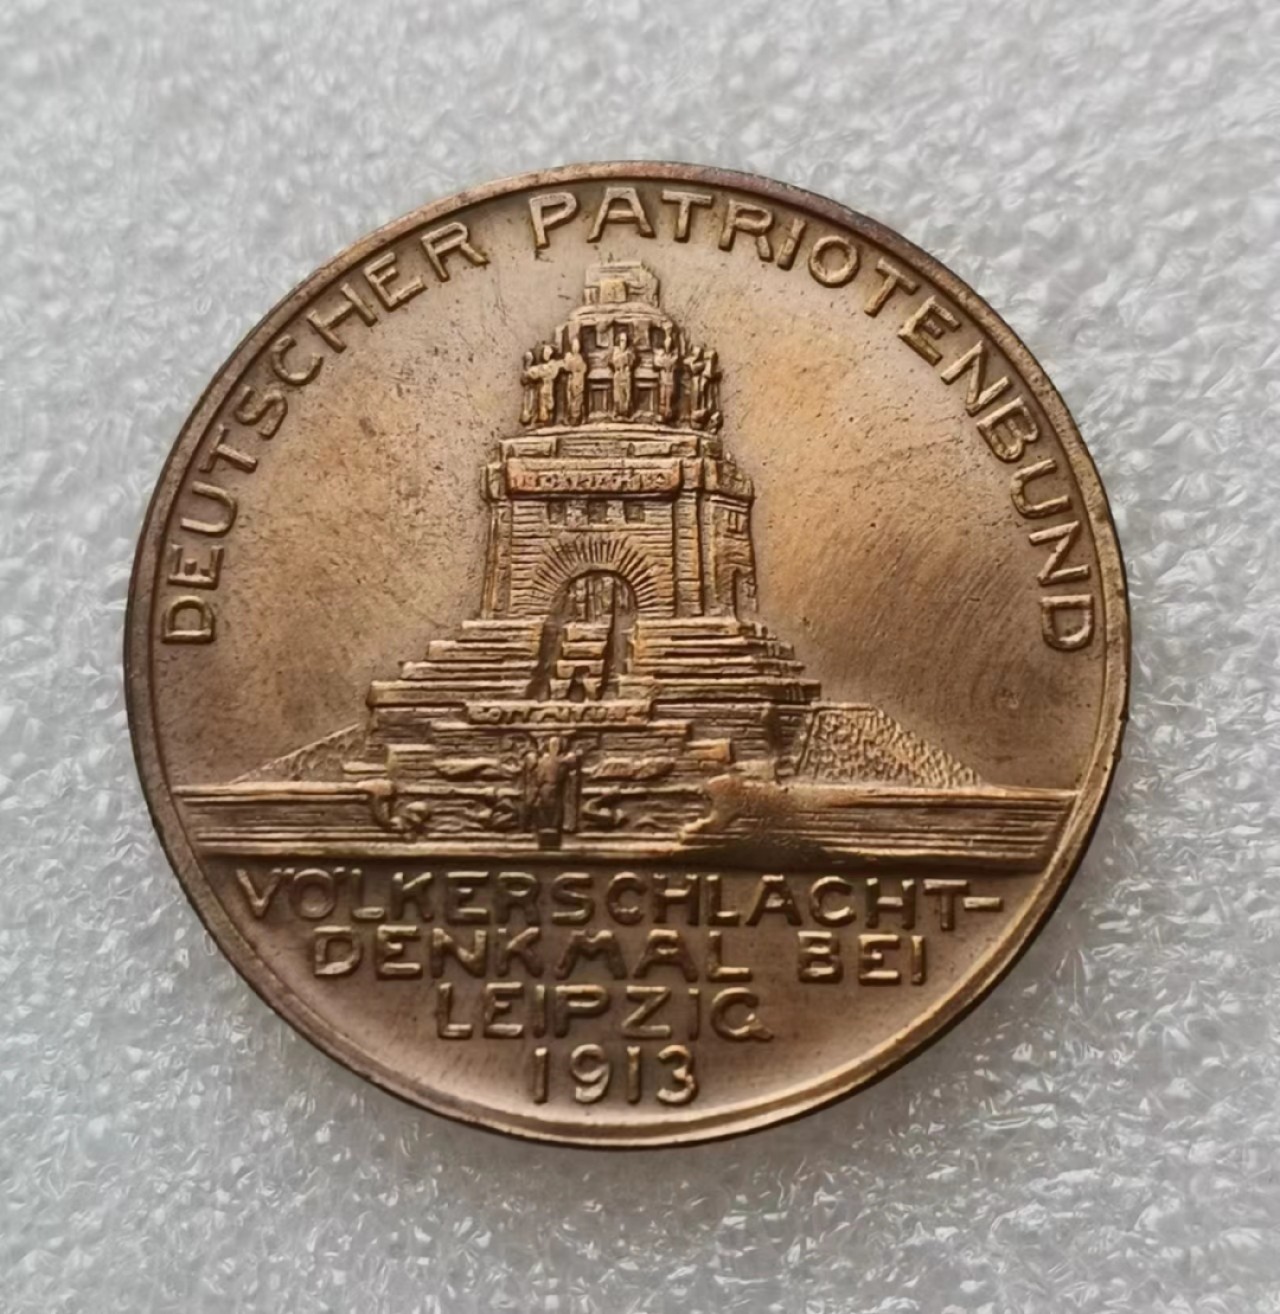 DEUTSCHER PATRIOTENBUND
VÖLKERSCHLACHT-
DENKMAL BEI
LEIPZIG
1913